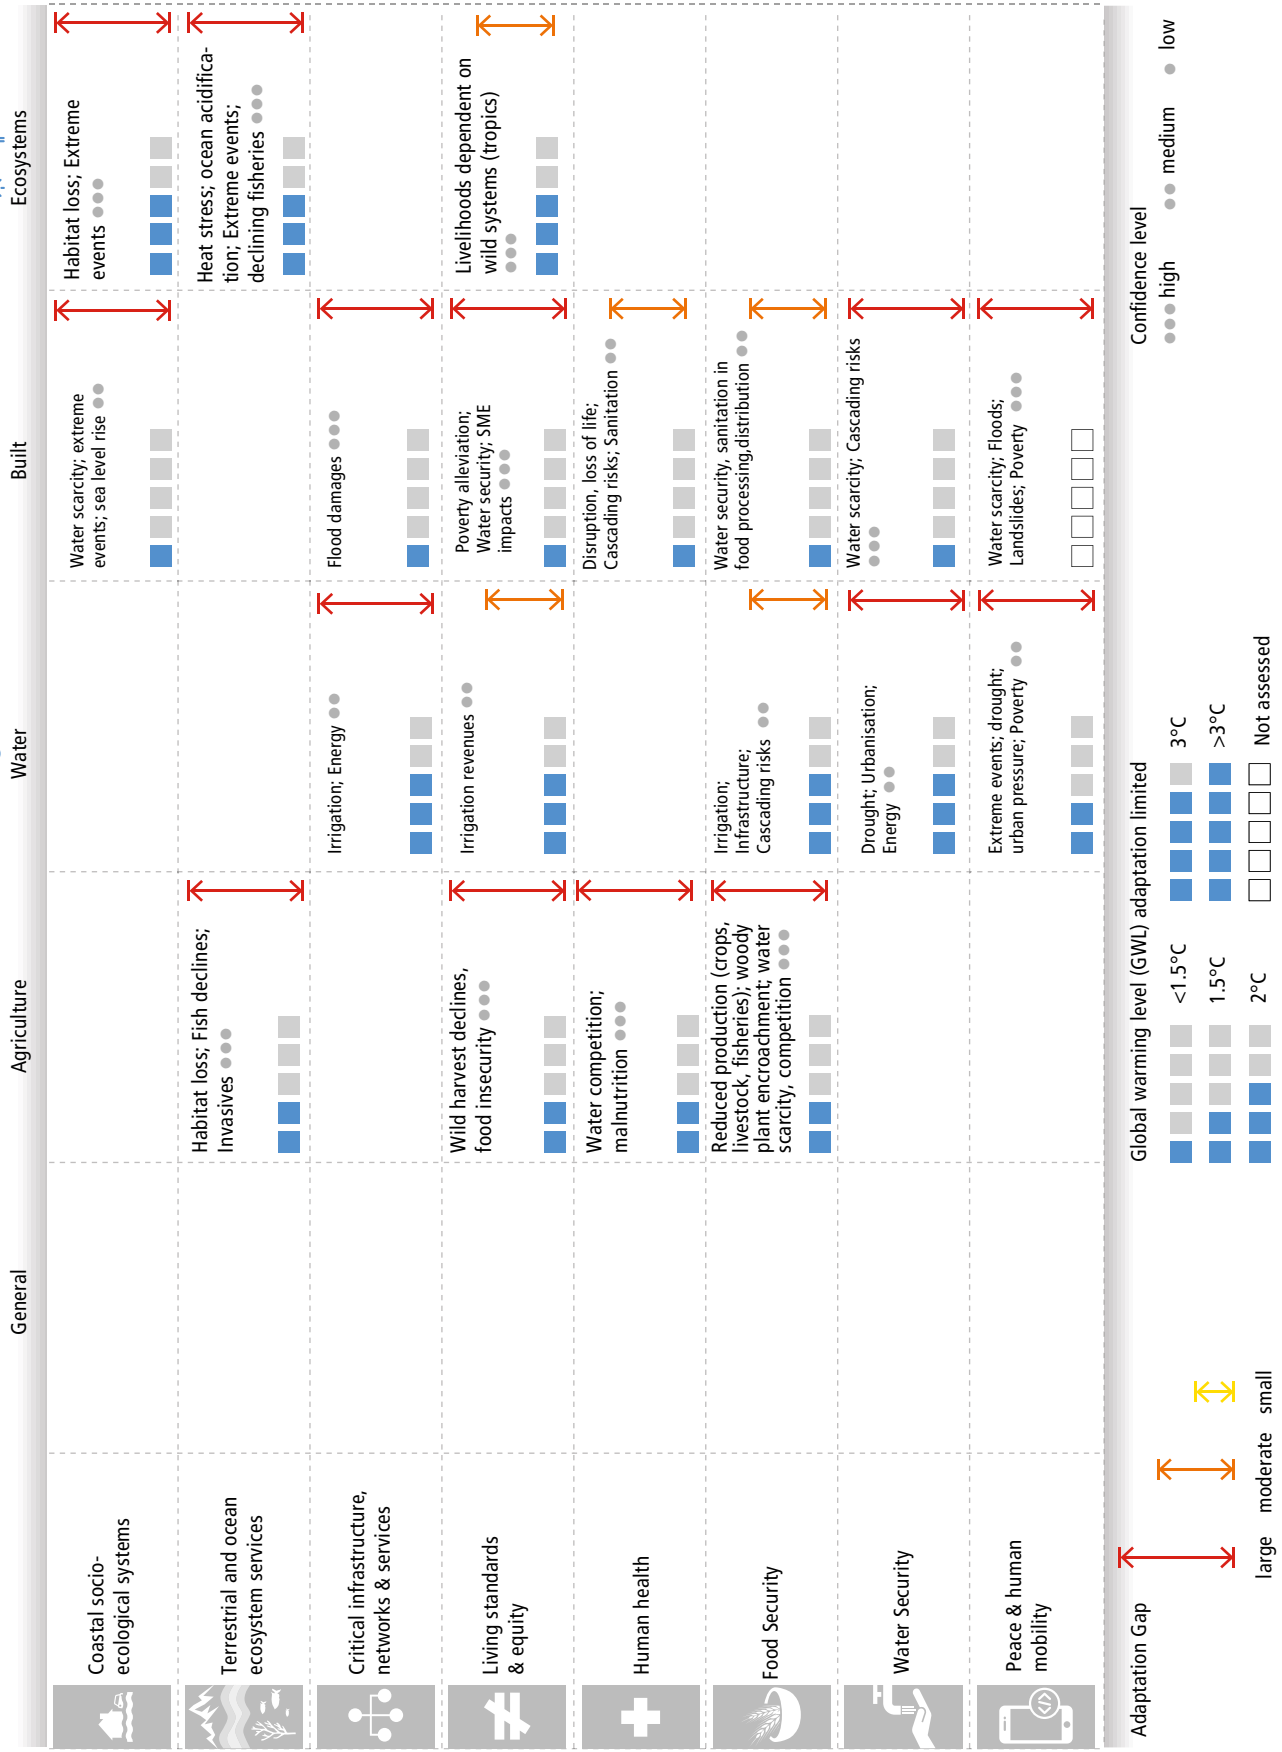 General
Agriculture
Water
Built
Ecosystems
Coastal socio-
ecological systems
Water scarcity; extreme
events; sea level rise
Habitat loss; Extreme
events
Terrestrial and ocean
ecosystem services
Habitat loss; Fish declines;
Invasives
Heat stress; ocean acidifica-
tion; Extreme events;
declining fisheries
Critical infrastructure,
networks & services
Irrigation; Energy
Flood damages
Living standards
& equity
Wild harvest declines,
food insecurity
Irrigation revenues
Poverty alleviation;
Water security; SME
impacts
Livelihoods dependent on
wild systems (tropics)
Human health
Water competition;
malnutrition
Disruption, loss of life;
Cascading risks; Sanitation
Food Security
Reduced production (crops,
livestock, fisheries); woody
plant encroachment; water
scarcity, competition
Irrigation;
Infrastructure;
Cascading risks
Water security, sanitation in
food processing,distribution
Water Security
Drought; Urbanisation;
Energy
Water scarcity; Cascading risks
Peace & human
mobility
Extreme events; drought;
urban pressure; Poverty
Water scarcity; Floods;
Landslides; Poverty
Adaptation Gap
large
moderate
small
Global warming level (GWL) adaptation limited
<1.5°C
1.5°C
2°C
3°C
>3°C
Not assessed
Confidence level
high
medium
low